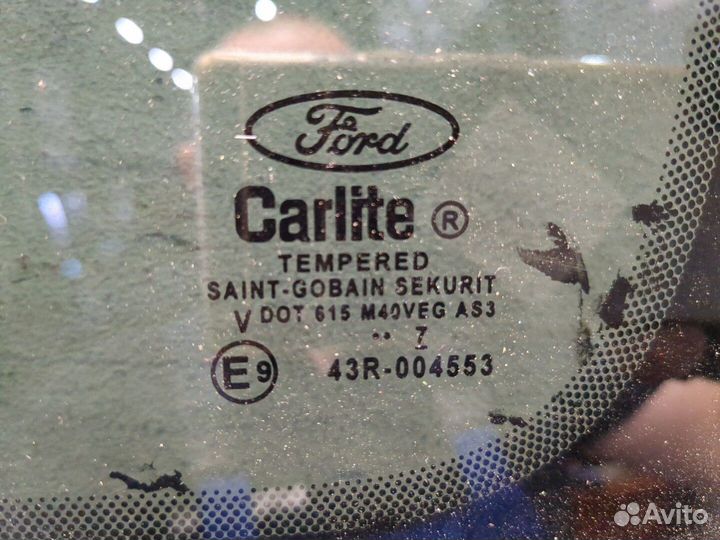 Ford
Carlite ®
TEMPERED
SAINT-GOBAIN SEKURIT
V DOT 615 M40VEG AS3
.. Z
E9 43R-004553
Avito